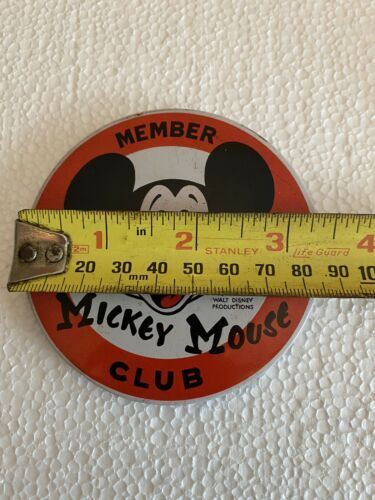 MEMBER
1 in 2 STANLEY 3 Life Guard 4
2m 20 30 mm 40 50 60 70 80 90
WALT DISNEY
PRODUCTIONS
MICKEY MOUSE
CLUB